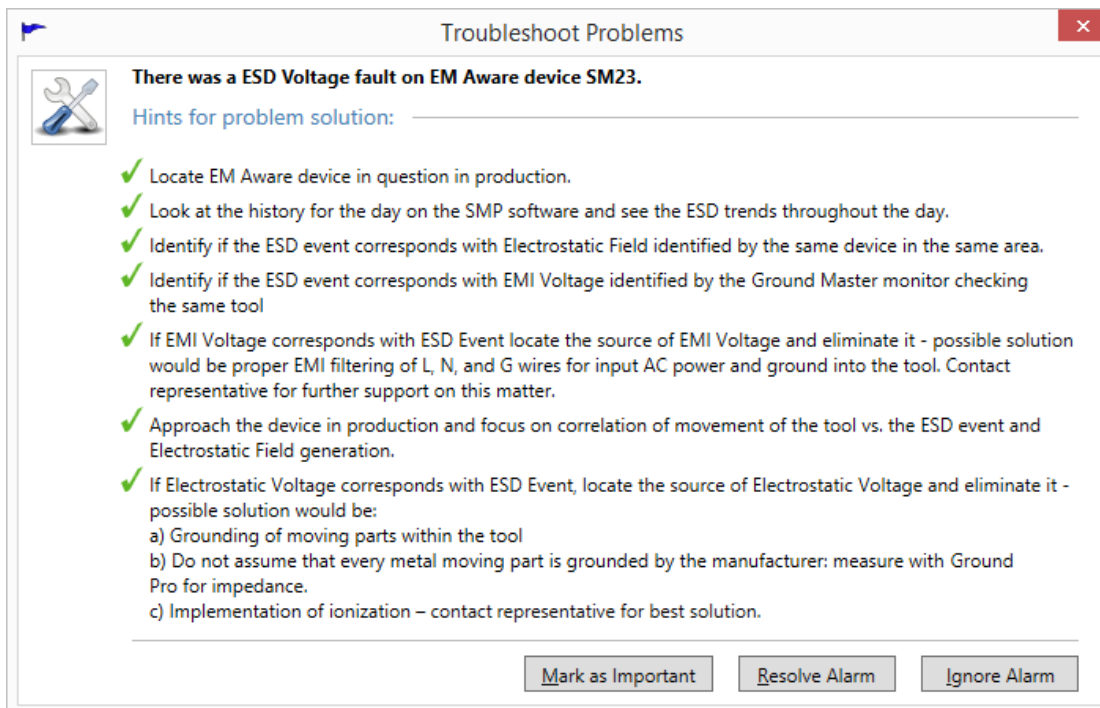 Troubleshoot Problems
There was a ESD Voltage fault on EM Aware device SM23.
Hints for problem solution:
Locate EM Aware device in question in production.
Look at the history for the day on the SMP software and see the ESD trends throughout the day.
Identify if the ESD event corresponds with Electrostatic Field identified by the same device in the same area.
Identify if the ESD event corresponds with EMI Voltage identified by the Ground Master monitor checking
the same tool
If EMI Voltage corresponds with ESD Event locate the source of EMI Voltage and eliminate it - possible solution
would be proper EMI filtering of L, N, and G wires for input AC power and ground into the tool. Contact
representative for further support on this matter.
Approach the device in production and focus on correlation of movement of the tool vs. the ESD event and
Electrostatic Field generation.
If Electrostatic Voltage corresponds with ESD Event, locate the source of Electrostatic Voltage and eliminate it -
possible solution would be:
a) Grounding of moving parts within the tool
b) Do not assume that every metal moving part is grounded by the manufacturer: measure with Ground
Pro for impedance.
c) Implementation of ionization – contact representative for best solution.
Mark as Important
Resolve Alarm
Ignore Alarm